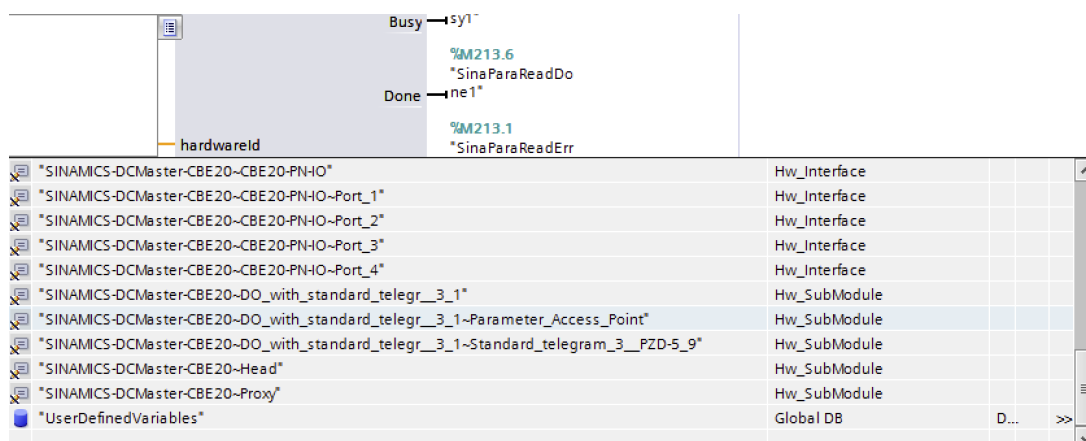 Busy sy1"
%M213.6
"SinaParaReadDo
Done ne1"
%M213.1
hardwareId "SinaParaReadErr
"SINAMICS-DCMaster-CBE20~CBE20-PN-IO" Hw_Interface
"SINAMICS-DCMaster-CBE20~CBE20-PN-IO~Port_1" Hw_Interface
"SINAMICS-DCMaster-CBE20~CBE20-PN-IO~Port_2" Hw_Interface
"SINAMICS-DCMaster-CBE20~CBE20-PN-IO~Port_3" Hw_Interface
"SINAMICS-DCMaster-CBE20~CBE20-PN-IO~Port_4" Hw_Interface
"SINAMICS-DCMaster-CBE20~DO_with_standard_telegr__3_1" Hw_SubModule
"SINAMICS-DCMaster-CBE20~DO_with_standard_telegr__3_1~Parameter_Access_Point" Hw_SubModule
"SINAMICS-DCMaster-CBE20~DO_with_standard_telegr__3_1~Standard_telegram_3__PZD-5_9" Hw_SubModule
"SINAMICS-DCMaster-CBE20~Head" Hw_SubModule
"SINAMICS-DCMaster-CBE20~Proxy" Hw_SubModule
"UserDefinedVariables" Global DB D... >>